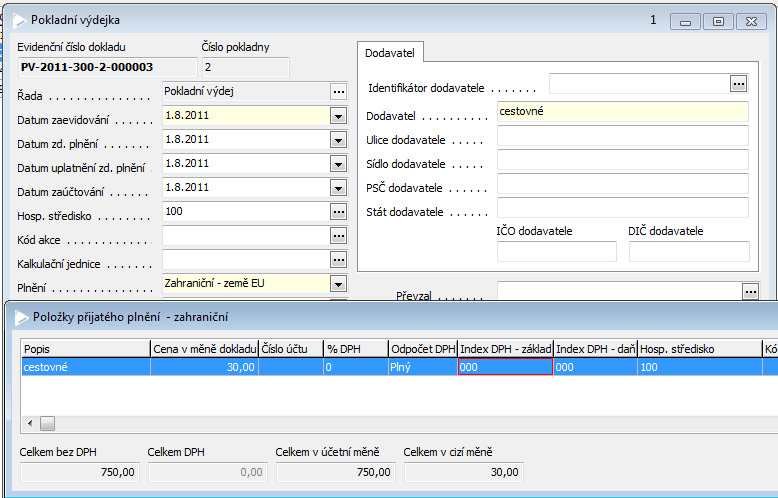 Pokladní výdejka 1
Evidenční číslo dokladu Číslo pokladny
PV-2011-300-2-000003 2
Řada . . . . . . . . . . . . . . . Pokladní výdej ...
Datum zaevidování . . . . . . 1.8.2011
Datum zd. plnění . . . . . . . . 1.8.2011
Datum uplatnění zd. plnění . 1.8.2011
Datum zaúčtování . . . . . . . 1.8.2011
Hosp. středisko . . . . . . . . 100 ...
Kód akce . . . . . . . . . . . . . ...
Kalkulační jednice . . . . . . . ...
Plnění . . . . . . . . . . . . . . . Zahraniční - země EU
Dodavatel
Identifikátor dodavatele . . . . . . . ...
Dodavatel . . . . . . . . . . cestovné
Ulice dodavatele . . . . . .
Sídlo dodavatele . . . . . .
PSČ dodavatele . . . . . .
Stát dodavatele . . . . . .
IČO dodavatele DIČ dodavatele
Převzal . . . . . . . . . . . ...
Položky přijatého plnění - zahraniční
Popis Cena v měně dokladu Číslo účtu % DPH Odpočet DPH Index DPH - základ Index DPH - daň Hosp. středisko Kó
cestovné 30,00 0 Plný 000 000 100
Celkem bez DPH Celkem DPH Celkem v účetní měně Celkem v cizí měně
750,00 0,00 750,00 30,00